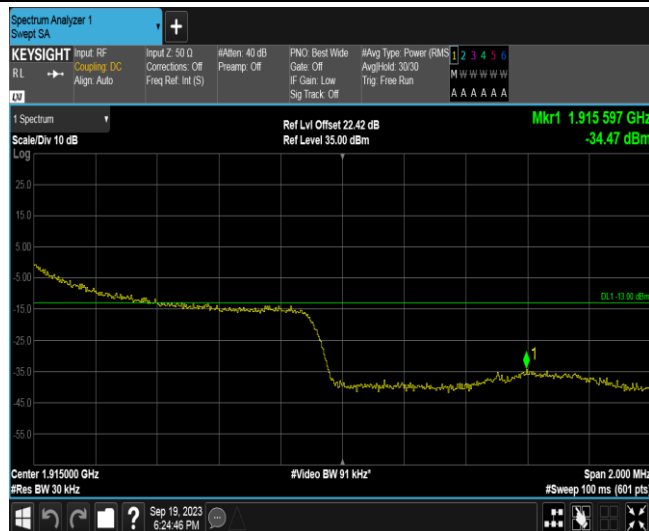 Spectrum Analyzer 1
Swept SA
+
KEYSIGHT
RL
LXI
Input: RF
Coupling: DC
Align: Auto
Input Z: 50 Ω
Corrections: Off
Freq Ref: Int (S)
#Atten: 40 dB
Preamp: Off
PNO: Best Wide
Gate: Off
IF Gain: Low
Sig Track: Off
#Avg Type: Power (RMS
Avg|Hold: 30/30
Trig: Free Run
1 2 3 4 5 6
M W W W W W
A A A A A A
1 Spectrum
Scale/Div 10 dB
Log
Ref Lvl Offset 22.42 dB
Ref Level 35.00 dBm
Mkr1 1.915 597 GHz
-34.47 dBm
25.0
15.0
5.00
-5.00
-15.0
-25.0
-35.0
-45.0
-55.0
DL1 -13.00 dBm
1
Center 1.915000 GHz
#Res BW 30 kHz
#Video BW 91 kHz*
Span 2.000 MHz
#Sweep 100 ms (601 pts)
?
Sep 19, 2023
6:24:46 PM